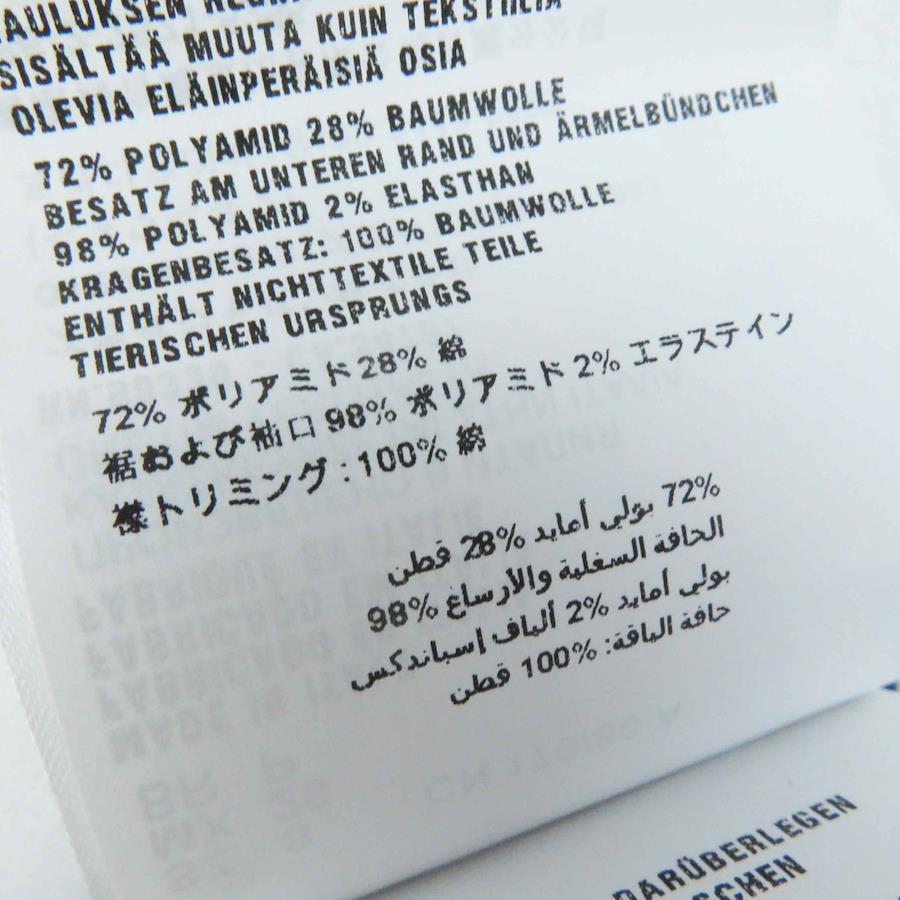 SISÄLTÄÄ MUUTA KUIN TEKSTIILIA
OLEVIA ELÄINPERÄISIÄ OSIA
72% POLYAMID 28% BAUMWOLLE
BESATZ AM UNTEREN RAND UND ÄRMELBÜNDCHEN
98% POLYAMID 2% ELASTHAN
KRAGENBESATZ: 100% BAUMWOLLE
ENTHÄLT NICHTTEXTILE TEILE
TIERISCHEN URSPRUNGS
72% ポリアミド 28% 綿
裾および袖口 98% ポリアミド 2% エラステイン
襟トリミング : 100% 綿
72% بولي أمايد 28% قطن
الحافة السفلية والأرساغ 98%
بولي أمايد 2% ألياف إسباندكس
حافة الياقة: 100% قطن
DARÜBERLEGEN